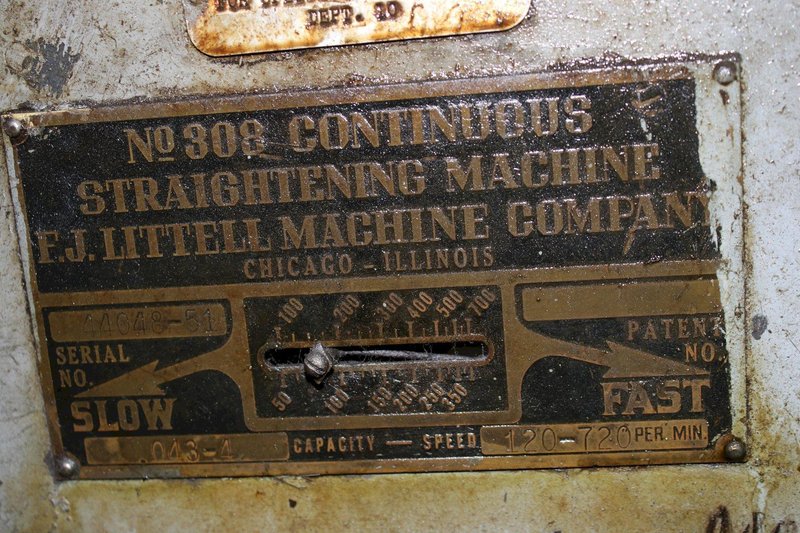 DEPT. 19
No 308 CONTINUOUS
STRAIGHTENING MACHINE
F.J. LITTELL MACHINE COMPANY
CHICAGO - ILLINOIS
100 200 300 400 500 700
44648-51
SERIAL
NO.
PATENT
NO.
50 100 150 200 250 350
SLOW
FAST
.043-4
CAPACITY — SPEED
120-720 PER. MIN.